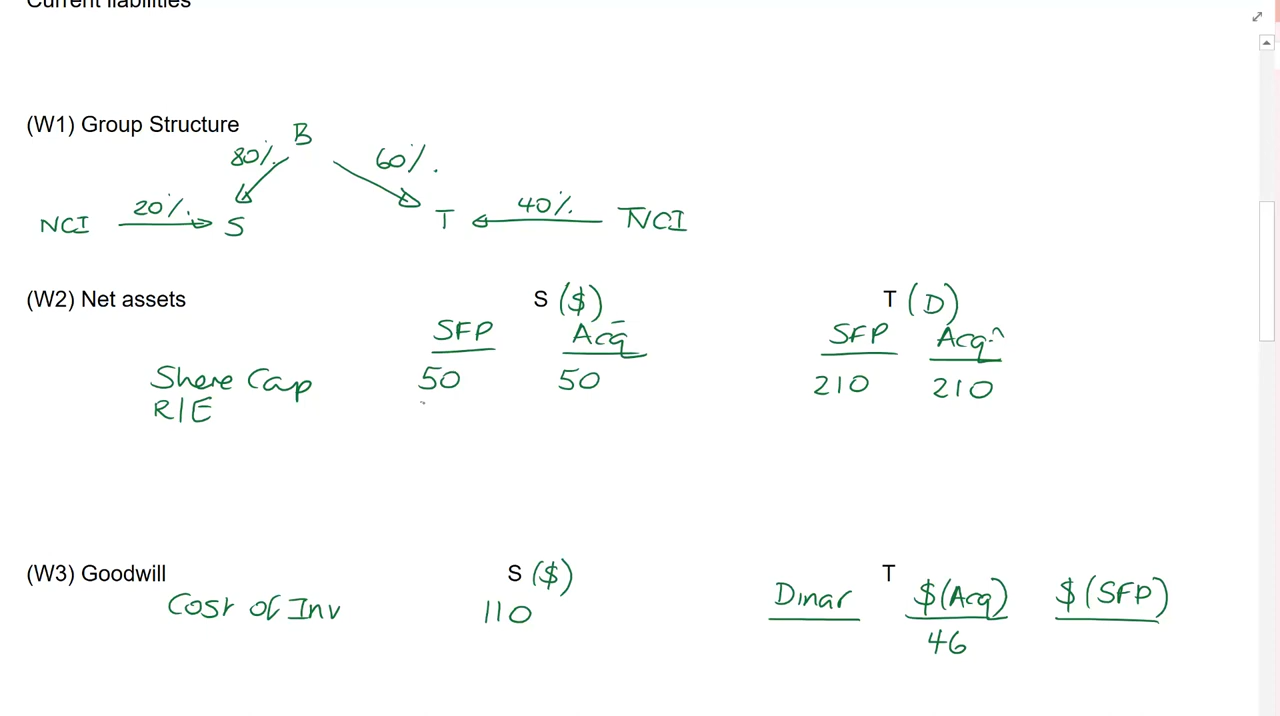 Current liabilities
(W1) Group Structure
B
80%. 60%.
NCI 20%. S T 40%. NCI
(W2) Net assets S ($) T (D)
SFP Acq SFP Acq^n
Share Cap 50 50 210 210
R/E
(W3) Goodwill S ($) T
Dinar $(Acq) $(SFP)
Cost of Inv 110 46